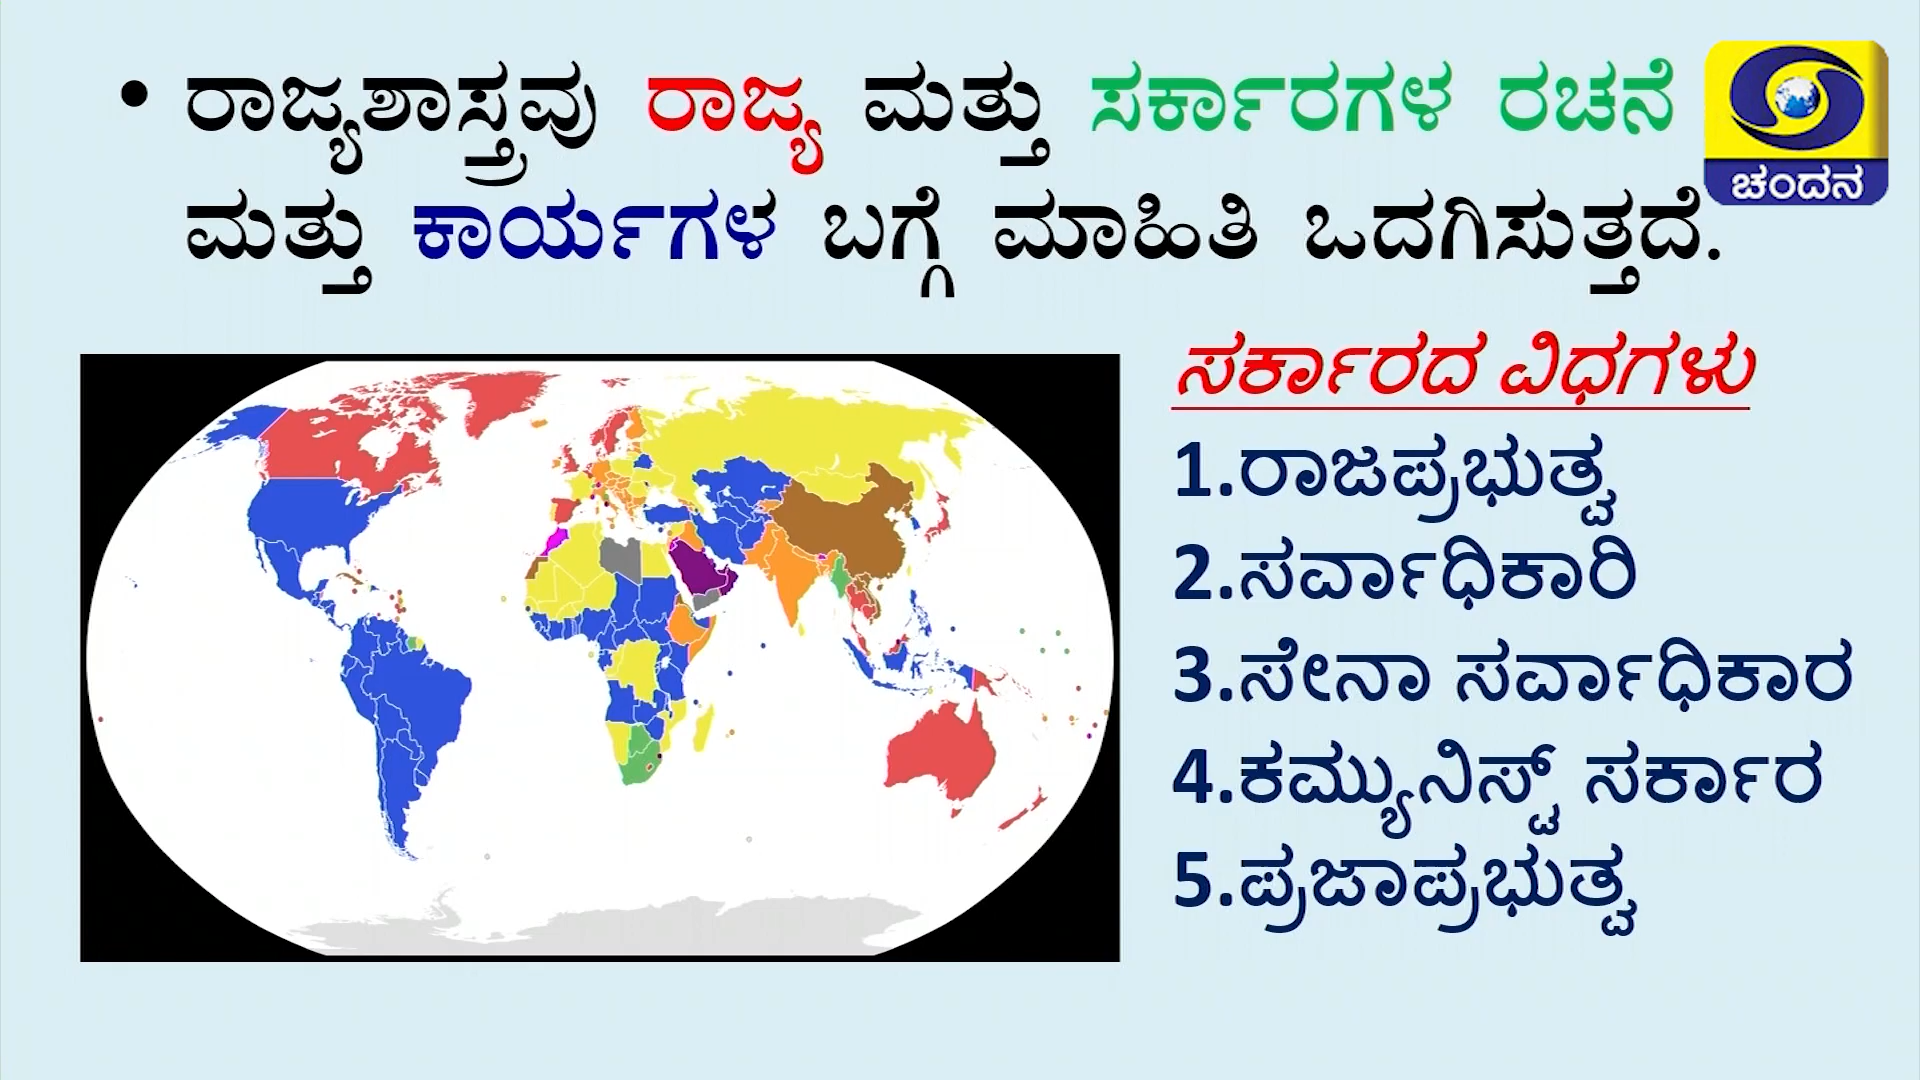 • ರಾಜ್ಯಶಾಸ್ತ್ರವು ರಾಜ್ಯ ಮತ್ತು ಸರ್ಕಾರಗಳ ರಚನೆ
ಮತ್ತು ಕಾರ್ಯಗಳ ಬಗ್ಗೆ ಮಾಹಿತಿ ಒದಗಿಸುತ್ತದೆ.
ಚಂದನ
ಸರ್ಕಾರದ ವಿಧಗಳು
1.ರಾಜಪ್ರಭುತ್ವ
2.ಸರ್ವಾಧಿಕಾರಿ
3.ಸೇನಾ ಸರ್ವಾಧಿಕಾರ
4.ಕಮ್ಯುನಿಸ್ಟ್ ಸರ್ಕಾರ
5.ಪ್ರಜಾಪ್ರಭುತ್ವ